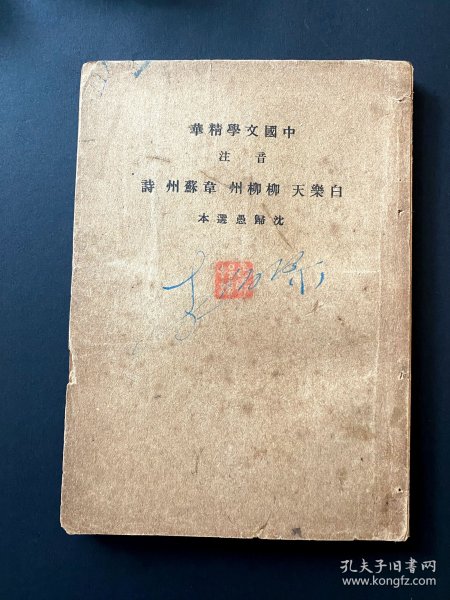 中國文學精華
音注
白樂天 柳柳州 韋蘇州 詩
沈歸愚選本
孔夫子旧书网
www.kongfz.com